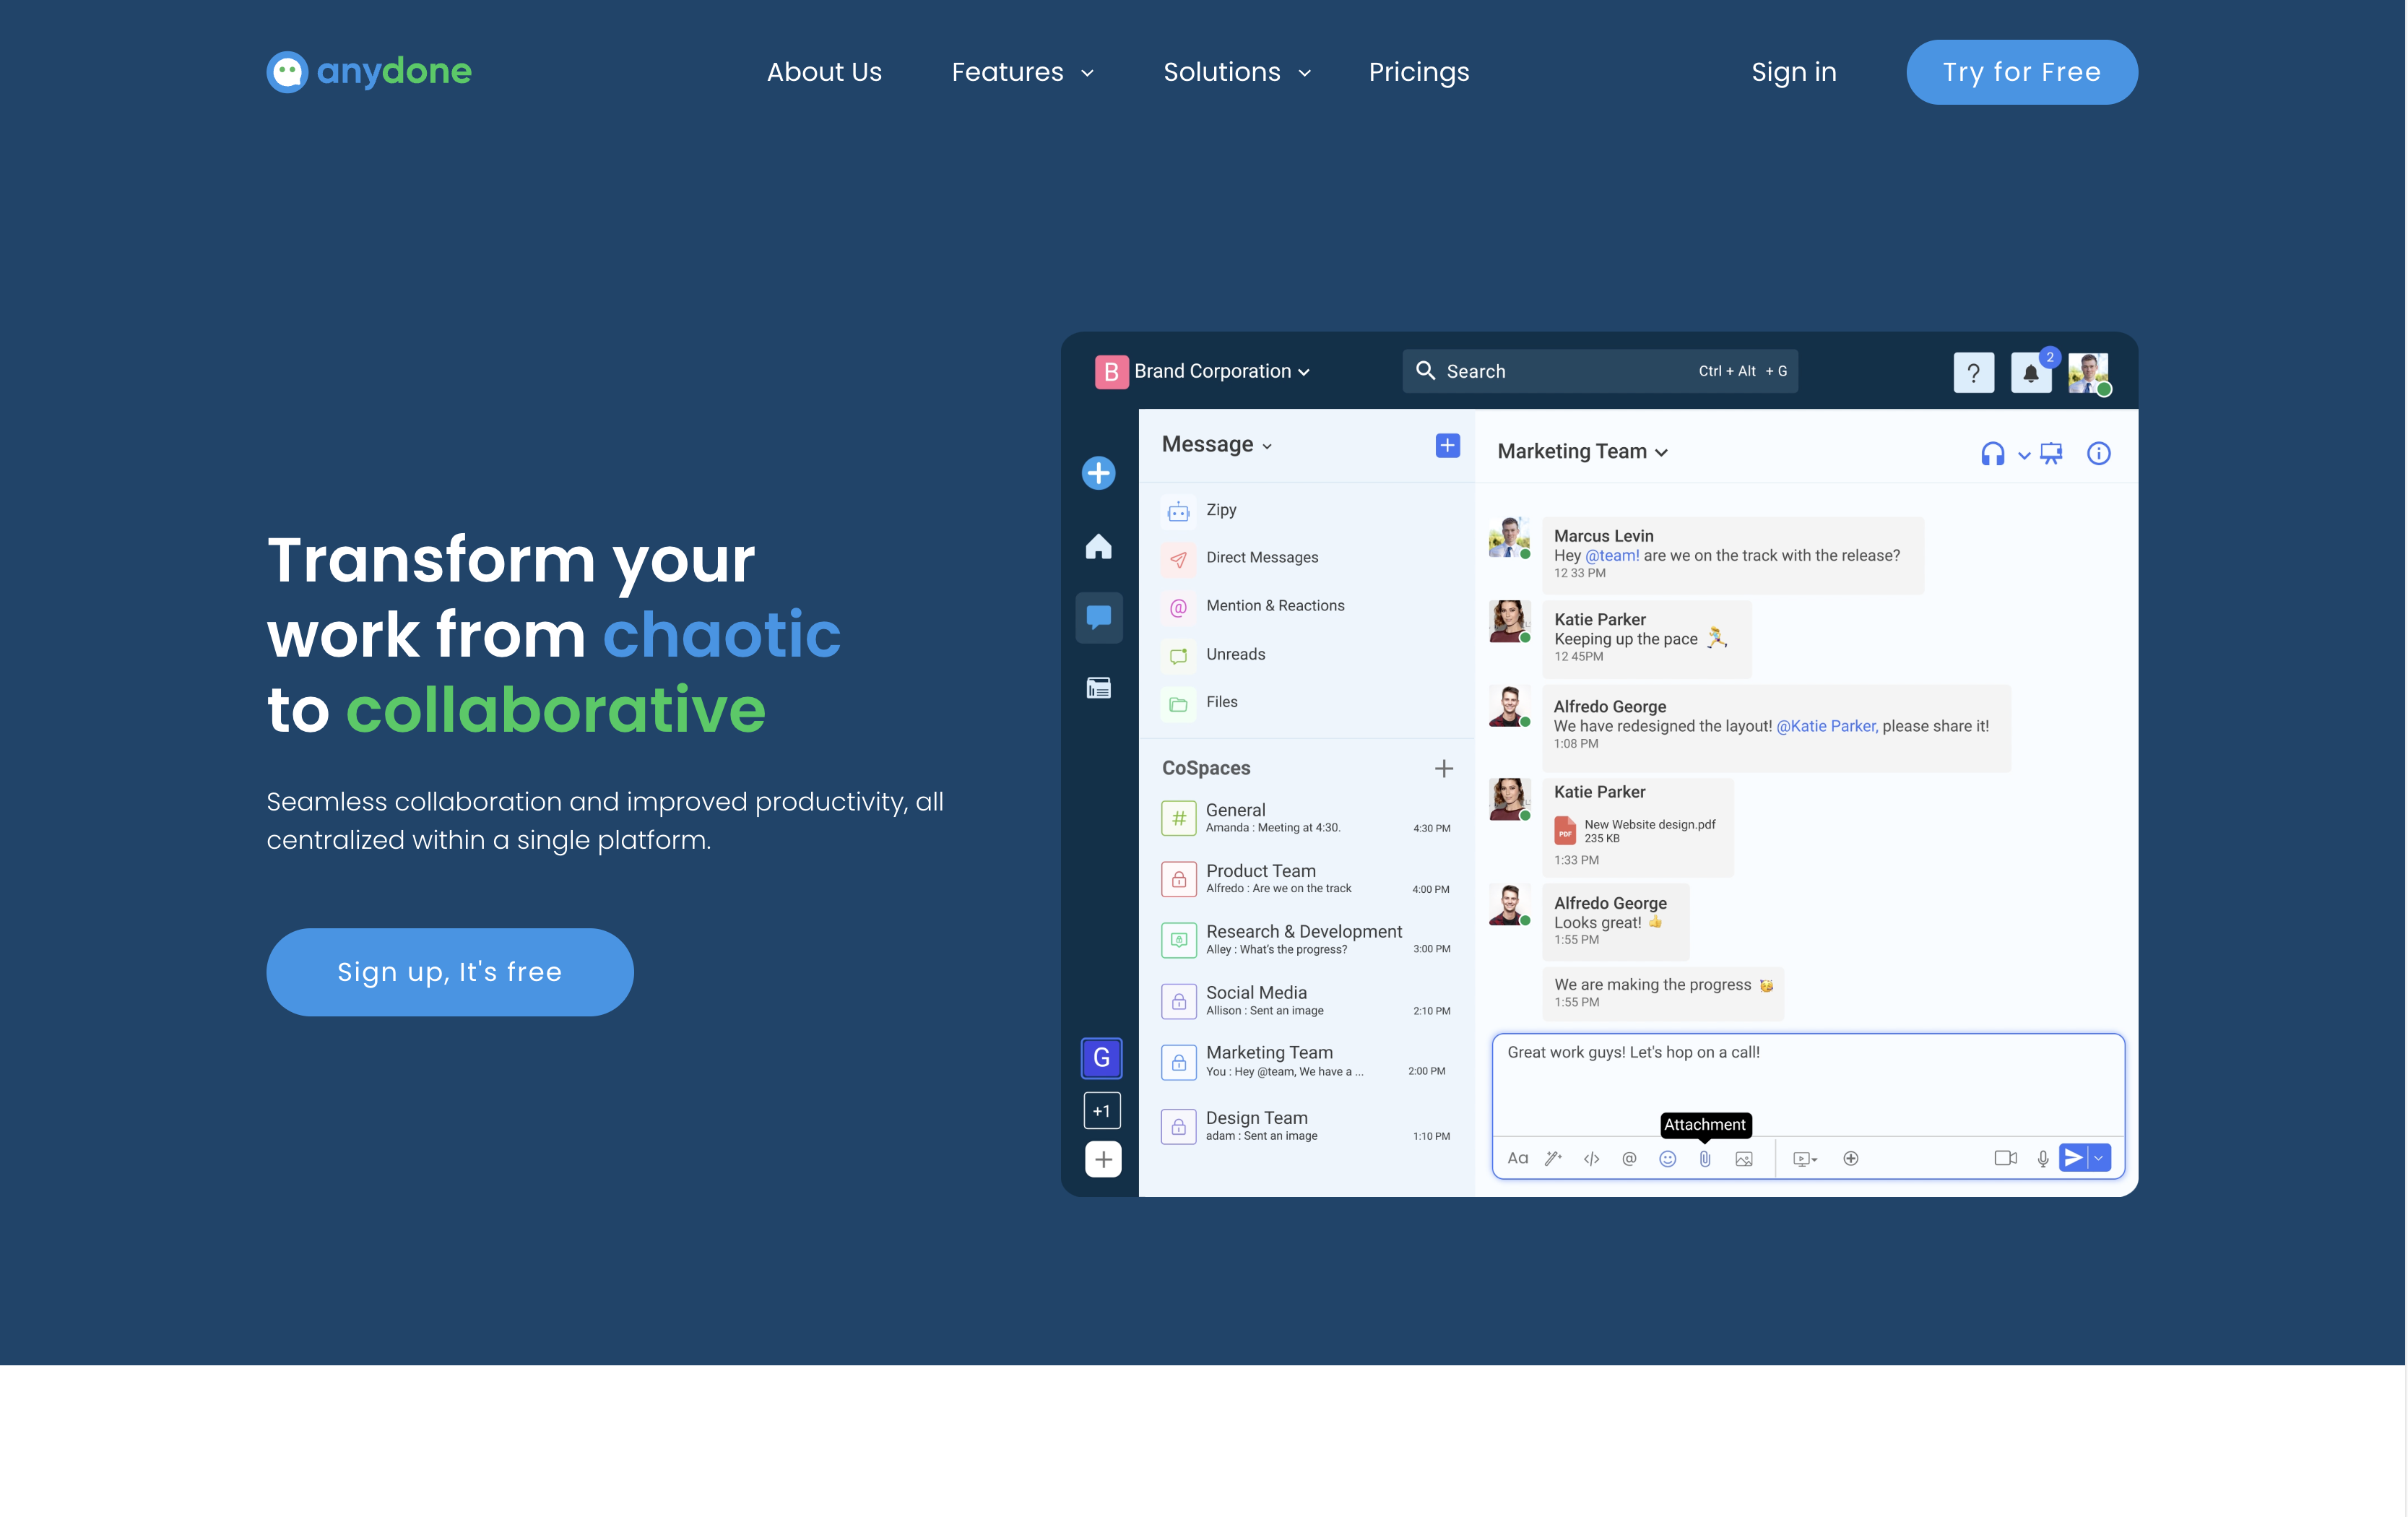 anydone
About Us
Features
Solutions
Pricings
Sign in
Try for Free
Transform your
work from chaotic
to collaborative
Seamless collaboration and improved productivity, all
centralized within a single platform.
Sign up, It's free
B Brand Corporation
Search Ctrl + Alt + G
?
2
Message
Zipy
Direct Messages
@ Mention & Reactions
Unreads
Files
CoSpaces
# General
Amanda : Meeting at 4:30. 4:30 PM
Product Team
Alfredo : Are we on the track 4:00 PM
Research & Development
Alley : What's the progress? 3:00 PM
Social Media
Allison : Sent an image 2:10 PM
Marketing Team
You : Hey @team, We have a ... 2:00 PM
Design Team
adam : Sent an image 1:10 PM
G
+1
Marketing Team
Marcus Levin
Hey @team! are we on the track with the release?
12 33 PM
Katie Parker
Keeping up the pace 🏃
12 45PM
Alfredo George
We have redesigned the layout! @Katie Parker, please share it!
1:08 PM
Katie Parker
PDF
New Website design.pdf
235 KB
1:33 PM
Alfredo George
Looks great! 👍
1:55 PM
We are making the progress 🥳
1:55 PM
Great work guys! Let's hop on a call!
Attachment
Aa </> @